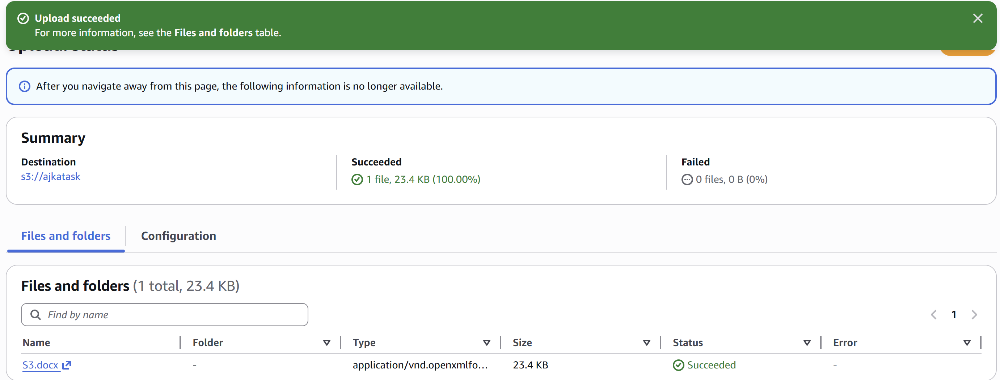 Upload succeeded
For more information, see the Files and folders table.
After you navigate away from this page, the following information is no longer available.
Summary
Destination
s3://ajkatask
Succeeded
1 file, 23.4 KB (100.00%)
Failed
0 files, 0 B (0%)
Files and folders
Configuration
Files and folders (1 total, 23.4 KB)
Find by name
1
Name Folder Type Size Status Error
S3.docx - application/vnd.openxmlfo... 23.4 KB Succeeded -